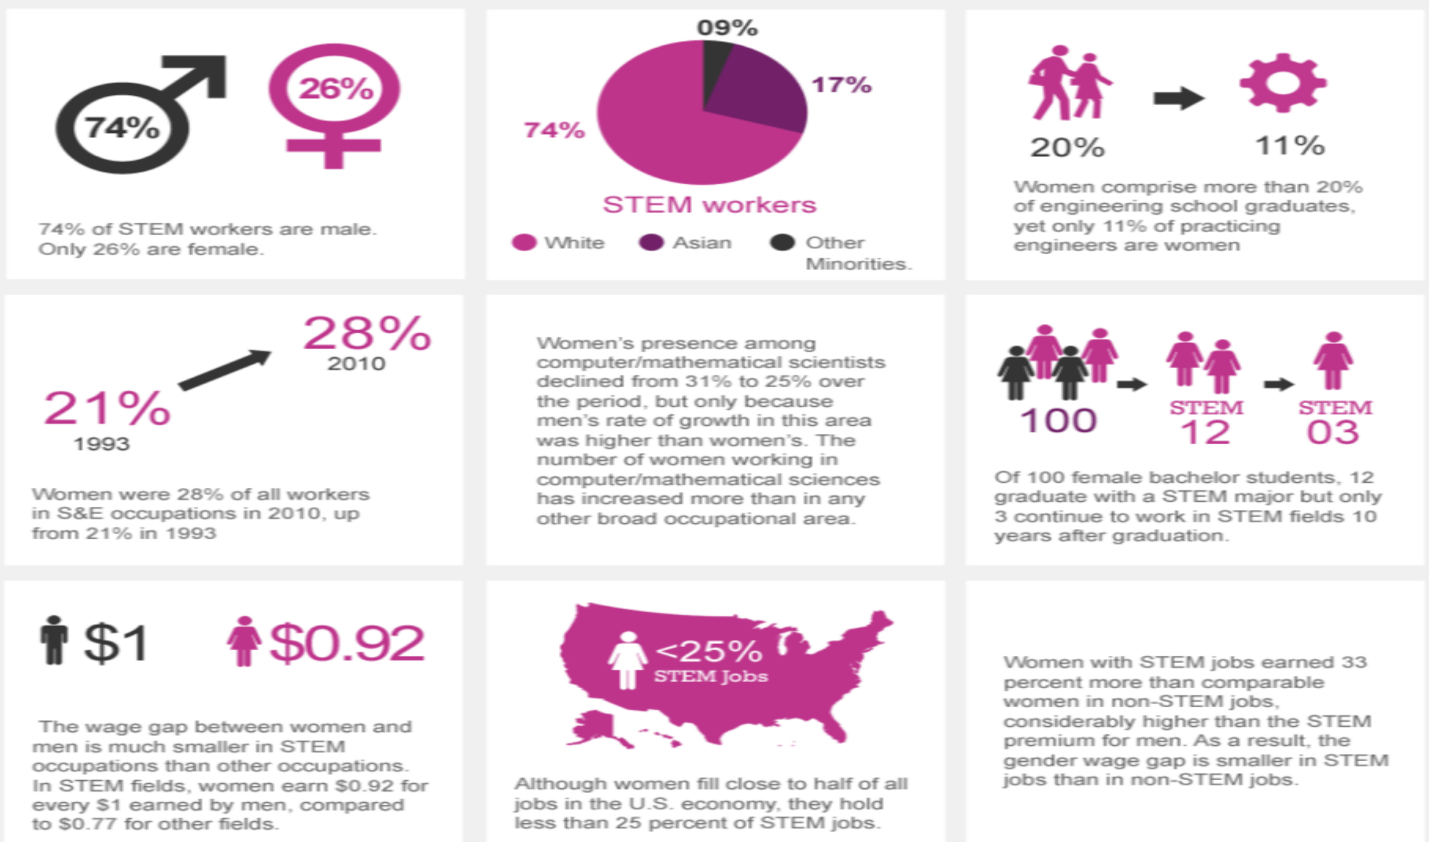 74%
26%
74% of STEM workers are male.
Only 26% are female.
09%
17%
74%
STEM workers
White
Asian
Other
Minorities.
20%
11%
Women comprise more than 20%
of engineering school graduates,
yet only 11% of practicing
engineers are women
28%
2010
21%
1993
Women were 28% of all workers
in S&E occupations in 2010, up
from 21% in 1993
Women's presence among
computer/mathematical scientists
declined from 31% to 25% over
the period, but only because
men's rate of growth in this area
was higher than women's. The
number of women working in
computer/mathematical sciences
has increased more than in any
other broad occupational area.
100
STEM
12
STEM
03
Of 100 female bachelor students, 12
graduate with a STEM major but only
3 continue to work in STEM fields 10
years after graduation.
$1
$0.92
The wage gap between women and
men is much smaller in STEM
occupations than other occupations.
In STEM fields, women earn $0.92 for
every $1 earned by men, compared
to $0.77 for other fields.
<25%
STEM Jobs
Although women fill close to half of all
jobs in the U.S. economy, they hold
less than 25 percent of STEM jobs.
Women with STEM jobs earned 33
percent more than comparable
women in non-STEM jobs,
considerably higher than the STEM
premium for men. As a result, the
gender wage gap is smaller in STEM
jobs than in non-STEM jobs.